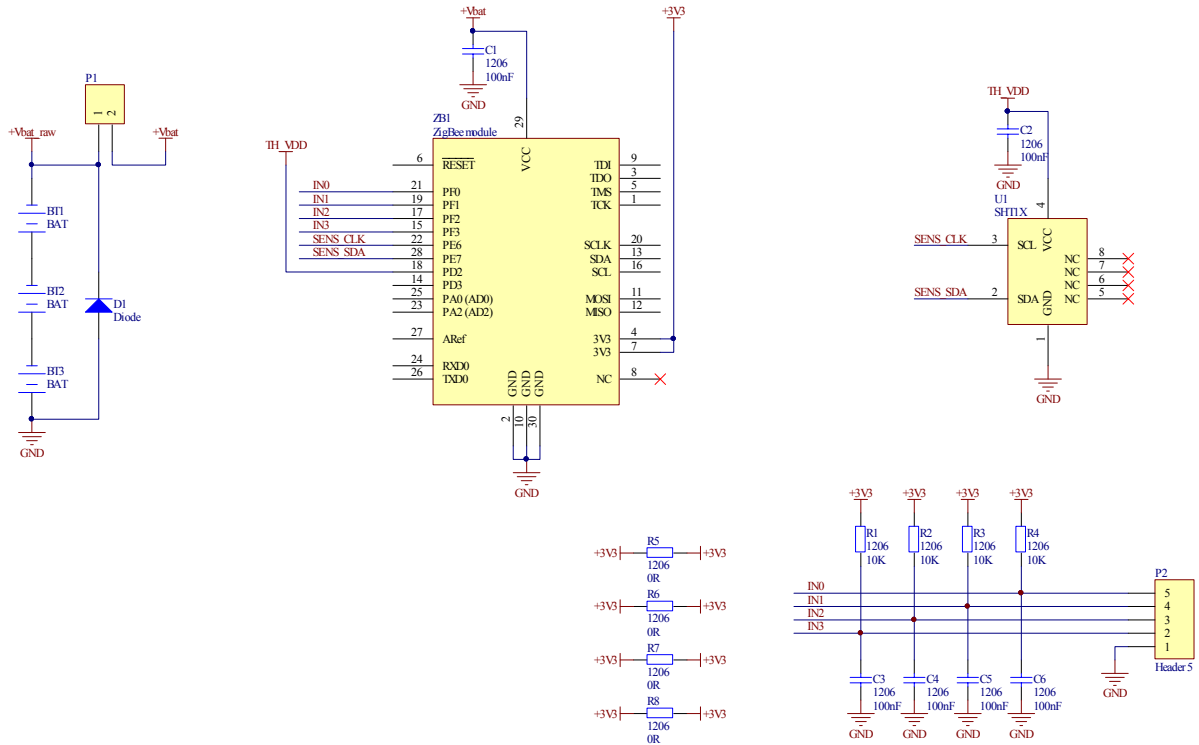 +Vbat_raw
P1
1
2
+Vbat
BT1
BAT
BT2
BAT
BT3
BAT
D1
Diode
GND
+Vbat
C1
1206
100nF
GND
+3V3
ZB1
ZigBee module
29
VCC
TH_VDD
6 RESET
IN0 21 PF0
IN1 19 PF1
IN2 17 PF2
IN3 15 PF3
SENS_CLK 22 PE6
SENS_SDA 28 PE7
18 PD2
14 PD3
25 PA0 (AD0)
23 PA2 (AD2)
27 ARef
24 RXD0
26 TXD0
TDI 9
TDO 3
TMS 5
TCK 1
SCLK 20
SDA 13
SCL 16
MOSI 11
MISO 12
3V3 4
3V3 7
NC 8
GND
GND
GND
2
10
30
GND
TH_VDD
C2
1206
100nF
GND
U1
SHT1X
4
VCC
SENS_CLK 3 SCL
SENS_SDA 2 SDA
NC 8
NC 7
NC 6
NC 5
GND
1
GND
+3V3 R5 +3V3
1206
0R
+3V3 R6 +3V3
1206
0R
+3V3 R7 +3V3
1206
0R
+3V3 R8 +3V3
1206
0R
+3V3 +3V3 +3V3 +3V3
R1 R2 R3 R4
1206 1206 1206 1206
10K 10K 10K 10K
P2
IN0 5
IN1 4
IN2 3
IN3 2
1
Header 5
GND
C3 C4 C5 C6
1206 1206 1206 1206
100nF 100nF 100nF 100nF
GND GND GND GND